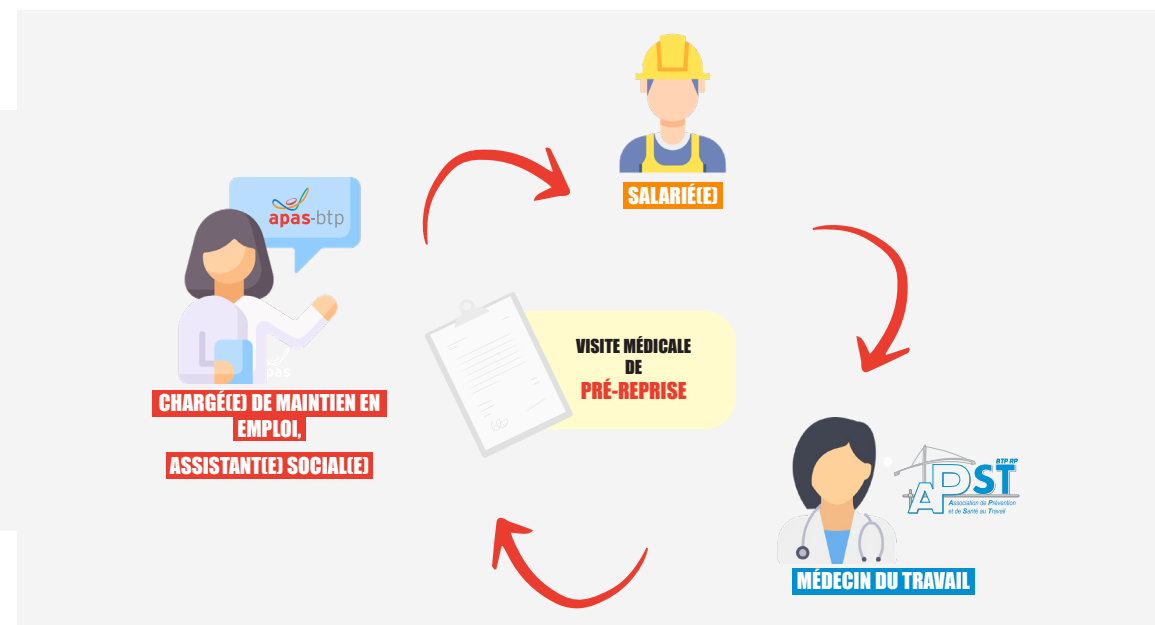 SALARIÉ(E)
apas-btp
CHARGÉ(E) DE MAINTIEN EN
EMPLOI,
ASSISTANT(E) SOCIAL(E)
apas
VISITE MÉDICALE
DE
PRÉ-REPRISE
BTP RP
APST
Association de Prévention
et de Santé au Travail
MÉDECIN DU TRAVAIL